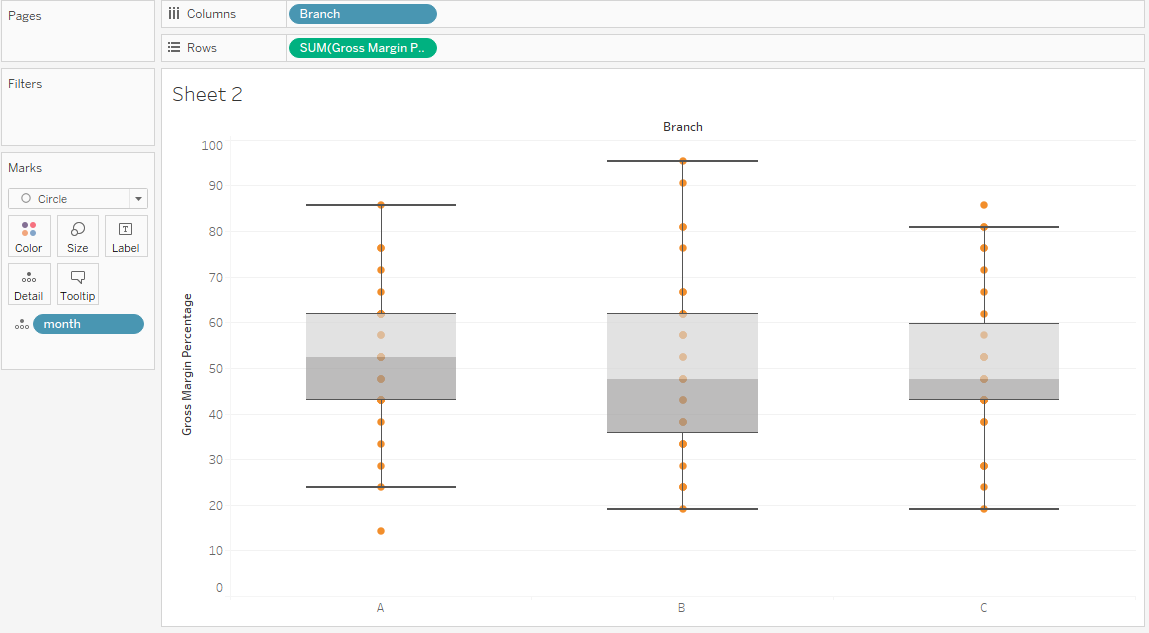 Pages
Columns
Branch
Rows
SUM(Gross Margin P..
Filters
Marks
Circle
Color
Size
Label
Detail
Tooltip
month
Sheet 2
Branch
Gross Margin Percentage
100
90
80
70
60
50
40
30
20
10
0
A
B
C